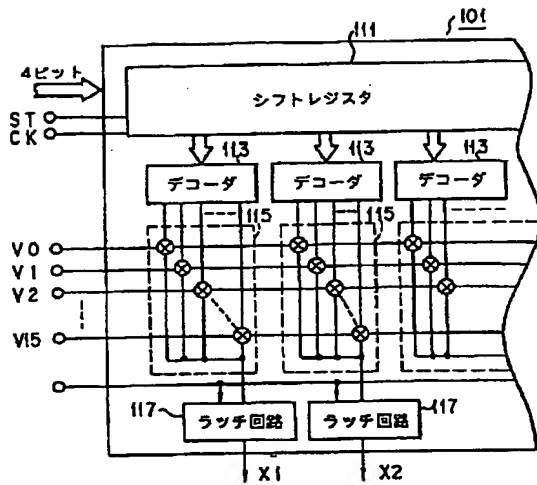 101
111
4ビット
シフトレジスタ
ST
CK
113
113
113
デコーダ
デコーダ
デコーダ
115
115
V0
V1
V2
V15
117
ラッチ回路
ラッチ回路
117
X1
X2